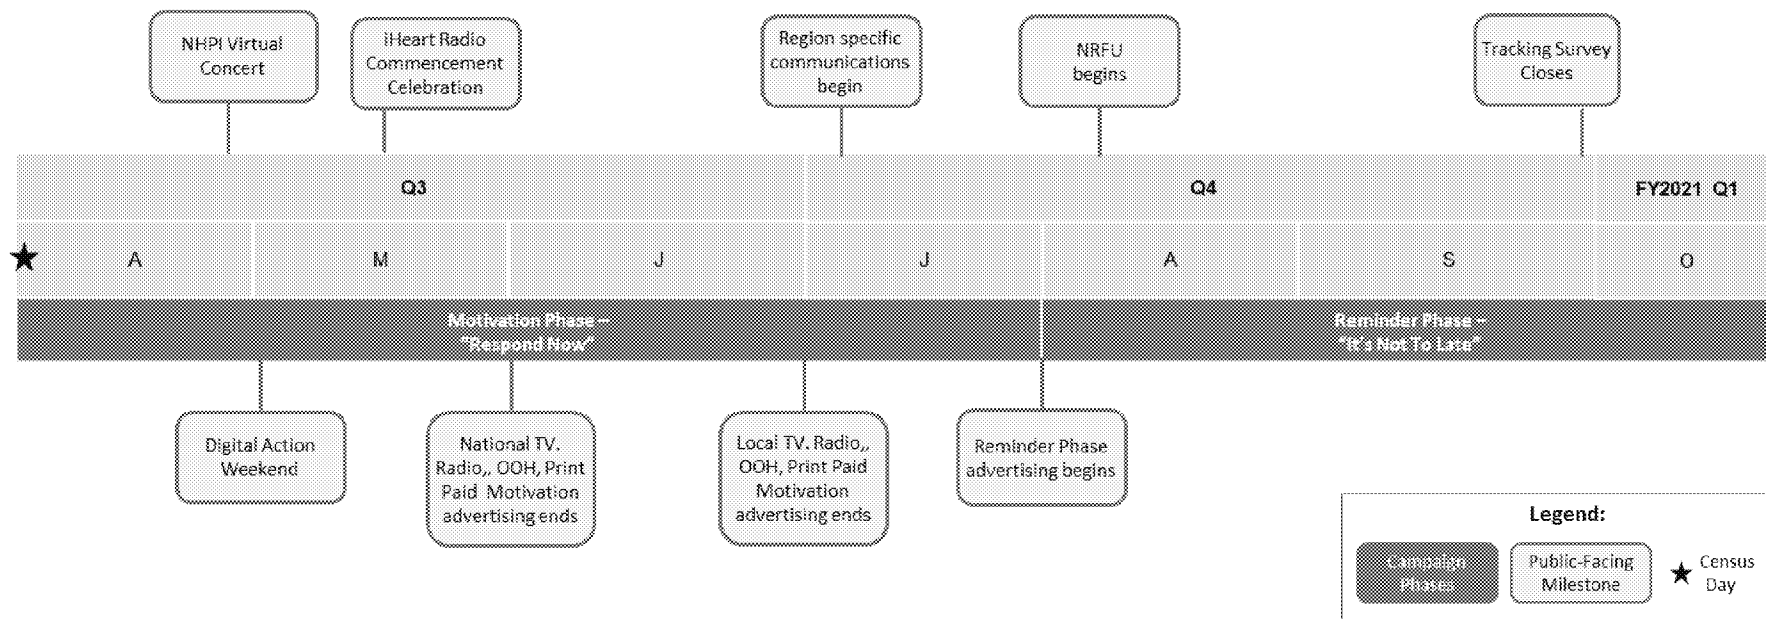 NHPI Virtual
Concert
iHeart Radio
Commencement
Celebration
Region specific
communications
begin
NRFU
begins
Tracking Survey
Closes
Q3
Q4
FY2021 Q1
A
M
J
J
A
S
O
Motivation Phase –
"Respond Now"
Reminder Phase –
"It's Not To Late"
Digital Action
Weekend
National TV.
Radio,, OOH, Print
Paid Motivation
advertising ends
Local TV. Radio,,
OOH, Print Paid
Motivation
advertising ends
Reminder Phase
advertising begins
Legend:
Campaign
Phases
Public-Facing
Milestone
Census
Day